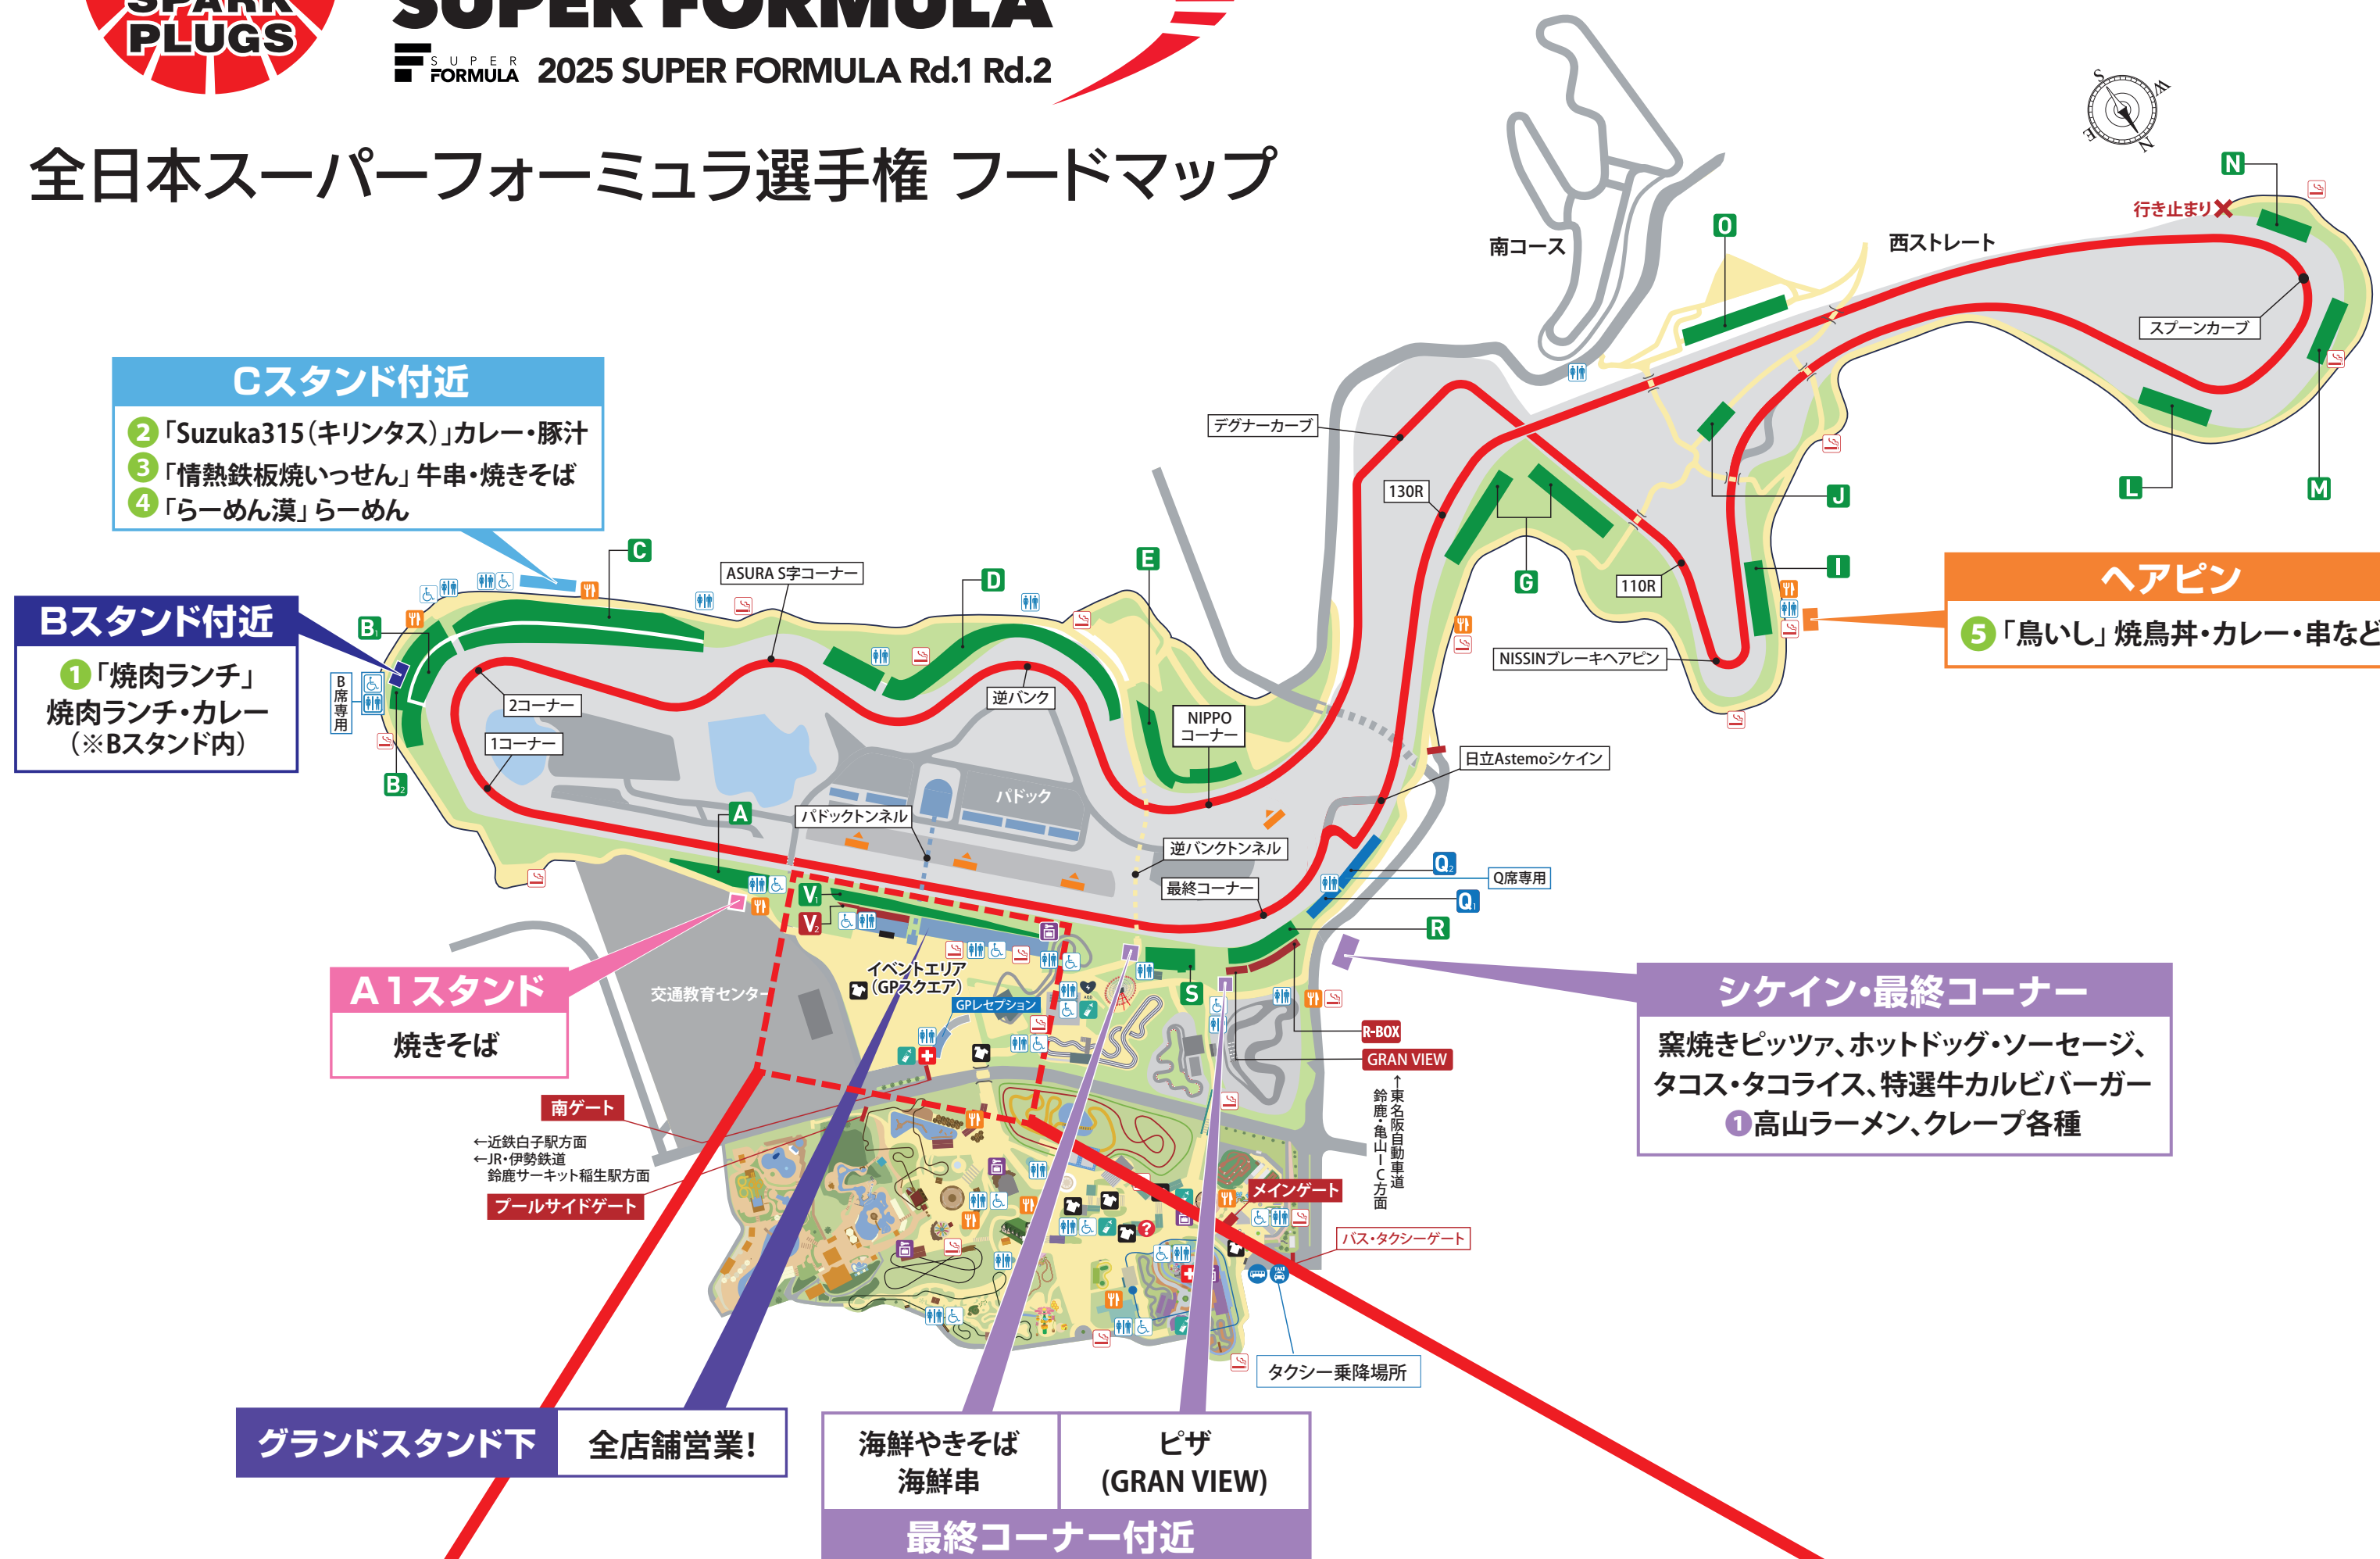 SPARK
PLUGS
SUPER FORMULA
SUPER
FORMULA
2025 SUPER FORMULA Rd.1 Rd.2
全日本スーパーフォーミュラ選手権 フードマップ
S
W
E
N
N
行き止まり
O
南コース
西ストレート
スプーンカーブ
Cスタンド付近
2「Suzuka315(キリンタス)」カレー・豚汁
3「情熱鉄板焼いっせん」牛串・焼きそば
4「らーめん漠」らーめん
デグナーカーブ
130R
J
L
M
C
ASURA S字コーナー
D
E
G
110R
I
ヘアピン
5「鳥いし」焼鳥丼・カレー・串など
Bスタンド付近
1「焼肉ランチ」
焼肉ランチ・カレー
(※Bスタンド内)
B1
B席専用
2コーナー
逆バンク
NIPPO
コーナー
NISSINブレーキヘアピン
1コーナー
日立Astemoシケイン
B2
パドック
A
パドックトンネル
逆バンクトンネル
最終コーナー
Q2
Q席専用
Q1
V1
V2
R
イベントエリア
(GPスクエア)
GPレセプション
交通教育センター
S
A1スタンド
焼きそば
シケイン・最終コーナー
窯焼きピッツァ、ホットドッグ・ソーセージ、
タコス・タコライス、特選牛カルビバーガー
1高山ラーメン、クレープ各種
R-BOX
GRAN VIEW
↑東名阪自動車道
鈴鹿・亀山IC方面
南ゲート
←近鉄白子駅方面
←JR・伊勢鉄道
鈴鹿サーキット稲生駅方面
プールサイドゲート
メインゲート
バス・タクシーゲート
TAXI
タクシー乗降場所
グランドスタンド下
全店舗営業!
海鮮やきそば
海鮮串
ピザ
(GRAN VIEW)
最終コーナー付近